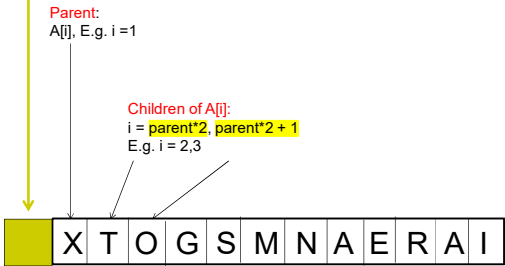 Parent:
A[i], E.g. i =1
Children of A[i]:
i = parent*2, parent*2 + 1
E.g. i = 2,3
X T O G S M N A E R A I